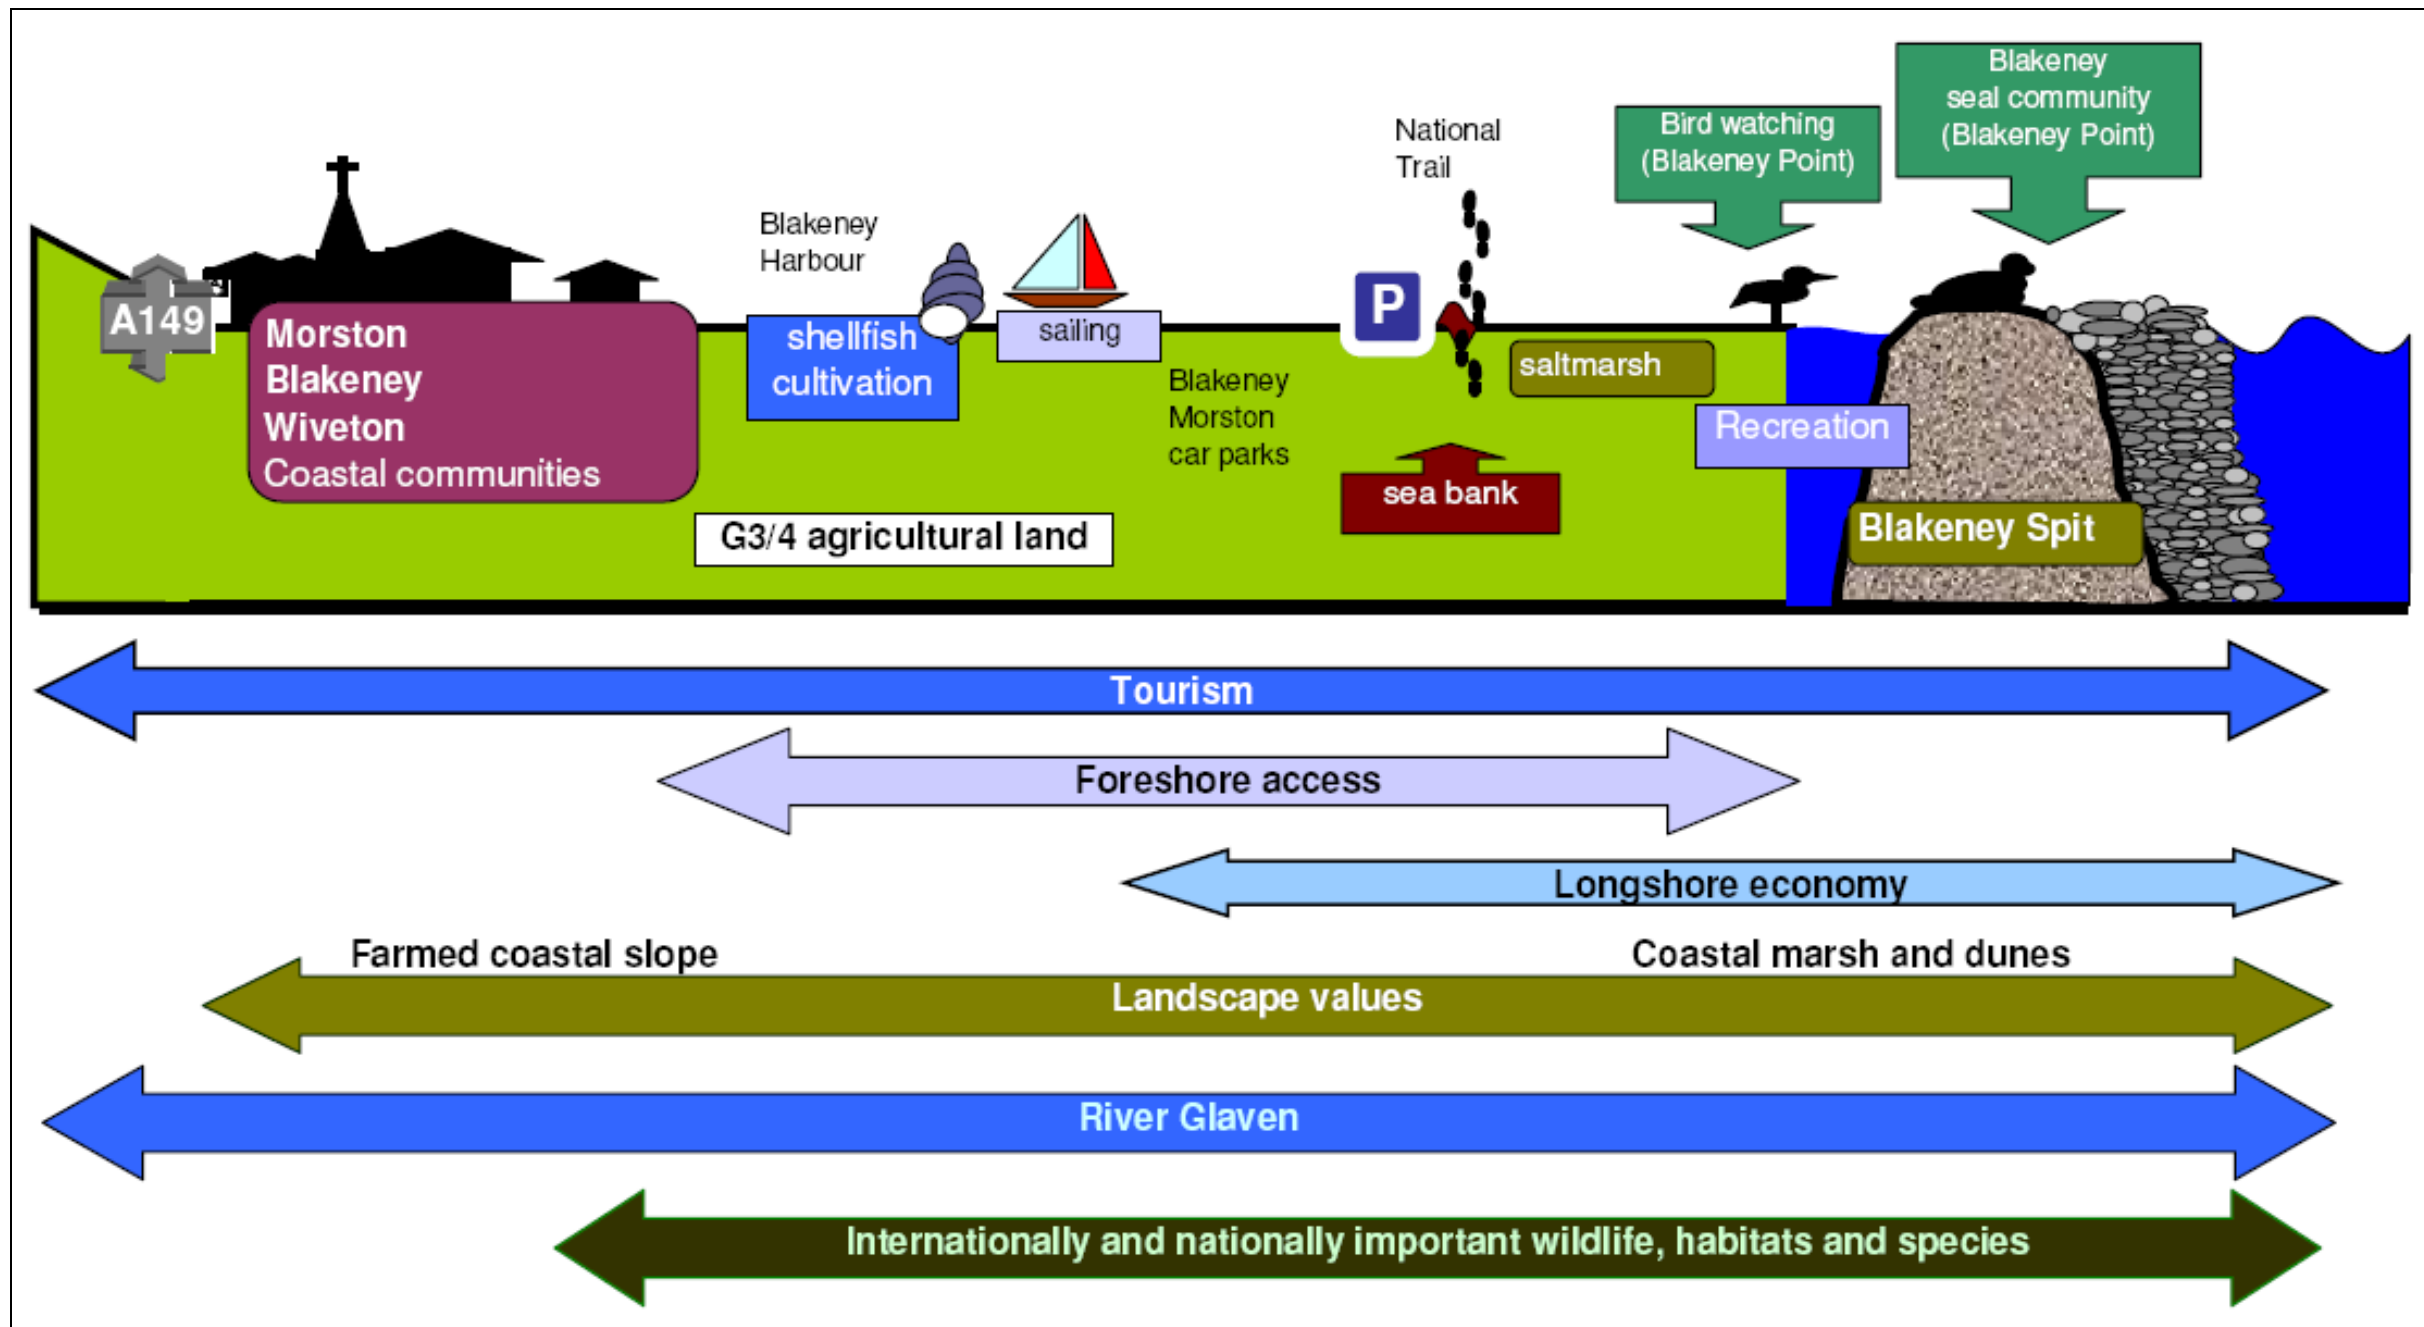 Blakeney
seal community
(Blakeney Point)
Bird watching
(Blakeney Point)
National
Trail
Blakeney
Harbour
A149
Morston
Blakeney
Wiveton
Coastal communities
shellfish
cultivation
sailing
P
Blakeney
Morston
car parks
saltmarsh
Recreation
sea bank
G3/4 agricultural land
Blakeney Spit
Tourism
Foreshore access
Longshore economy
Farmed coastal slope
Coastal marsh and dunes
Landscape values
River Glaven
Internationally and nationally important wildlife, habitats and species